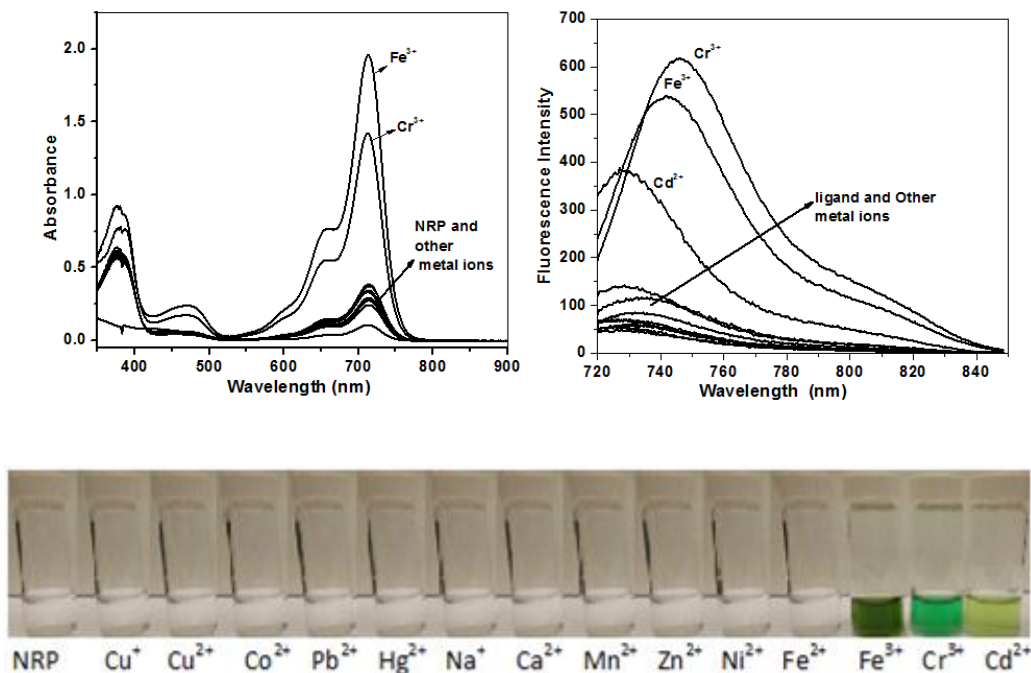 2.0
1.5
1.0
0.5
0.0
Absorbance
Fe³⁺
Cr³⁺
NRP and
other
metal ions
400 500 600 700 800 900
Wavelength (nm)
700
600
500
400
300
200
100
0
Fluorescence Intensity
Cr³⁺
Fe³⁺
Cd²⁺
ligand and Other
metal ions
720 740 760 780 800 820 840
Wavelength (nm)
NRP Cu⁺ Cu²⁺ Co²⁺ Pb²⁺ Hg²⁺ Na⁺ Ca²⁺ Mn²⁺ Zn²⁺ Ni²⁺ Fe²⁺ Fe³⁺ Cr³⁺ Cd²⁺